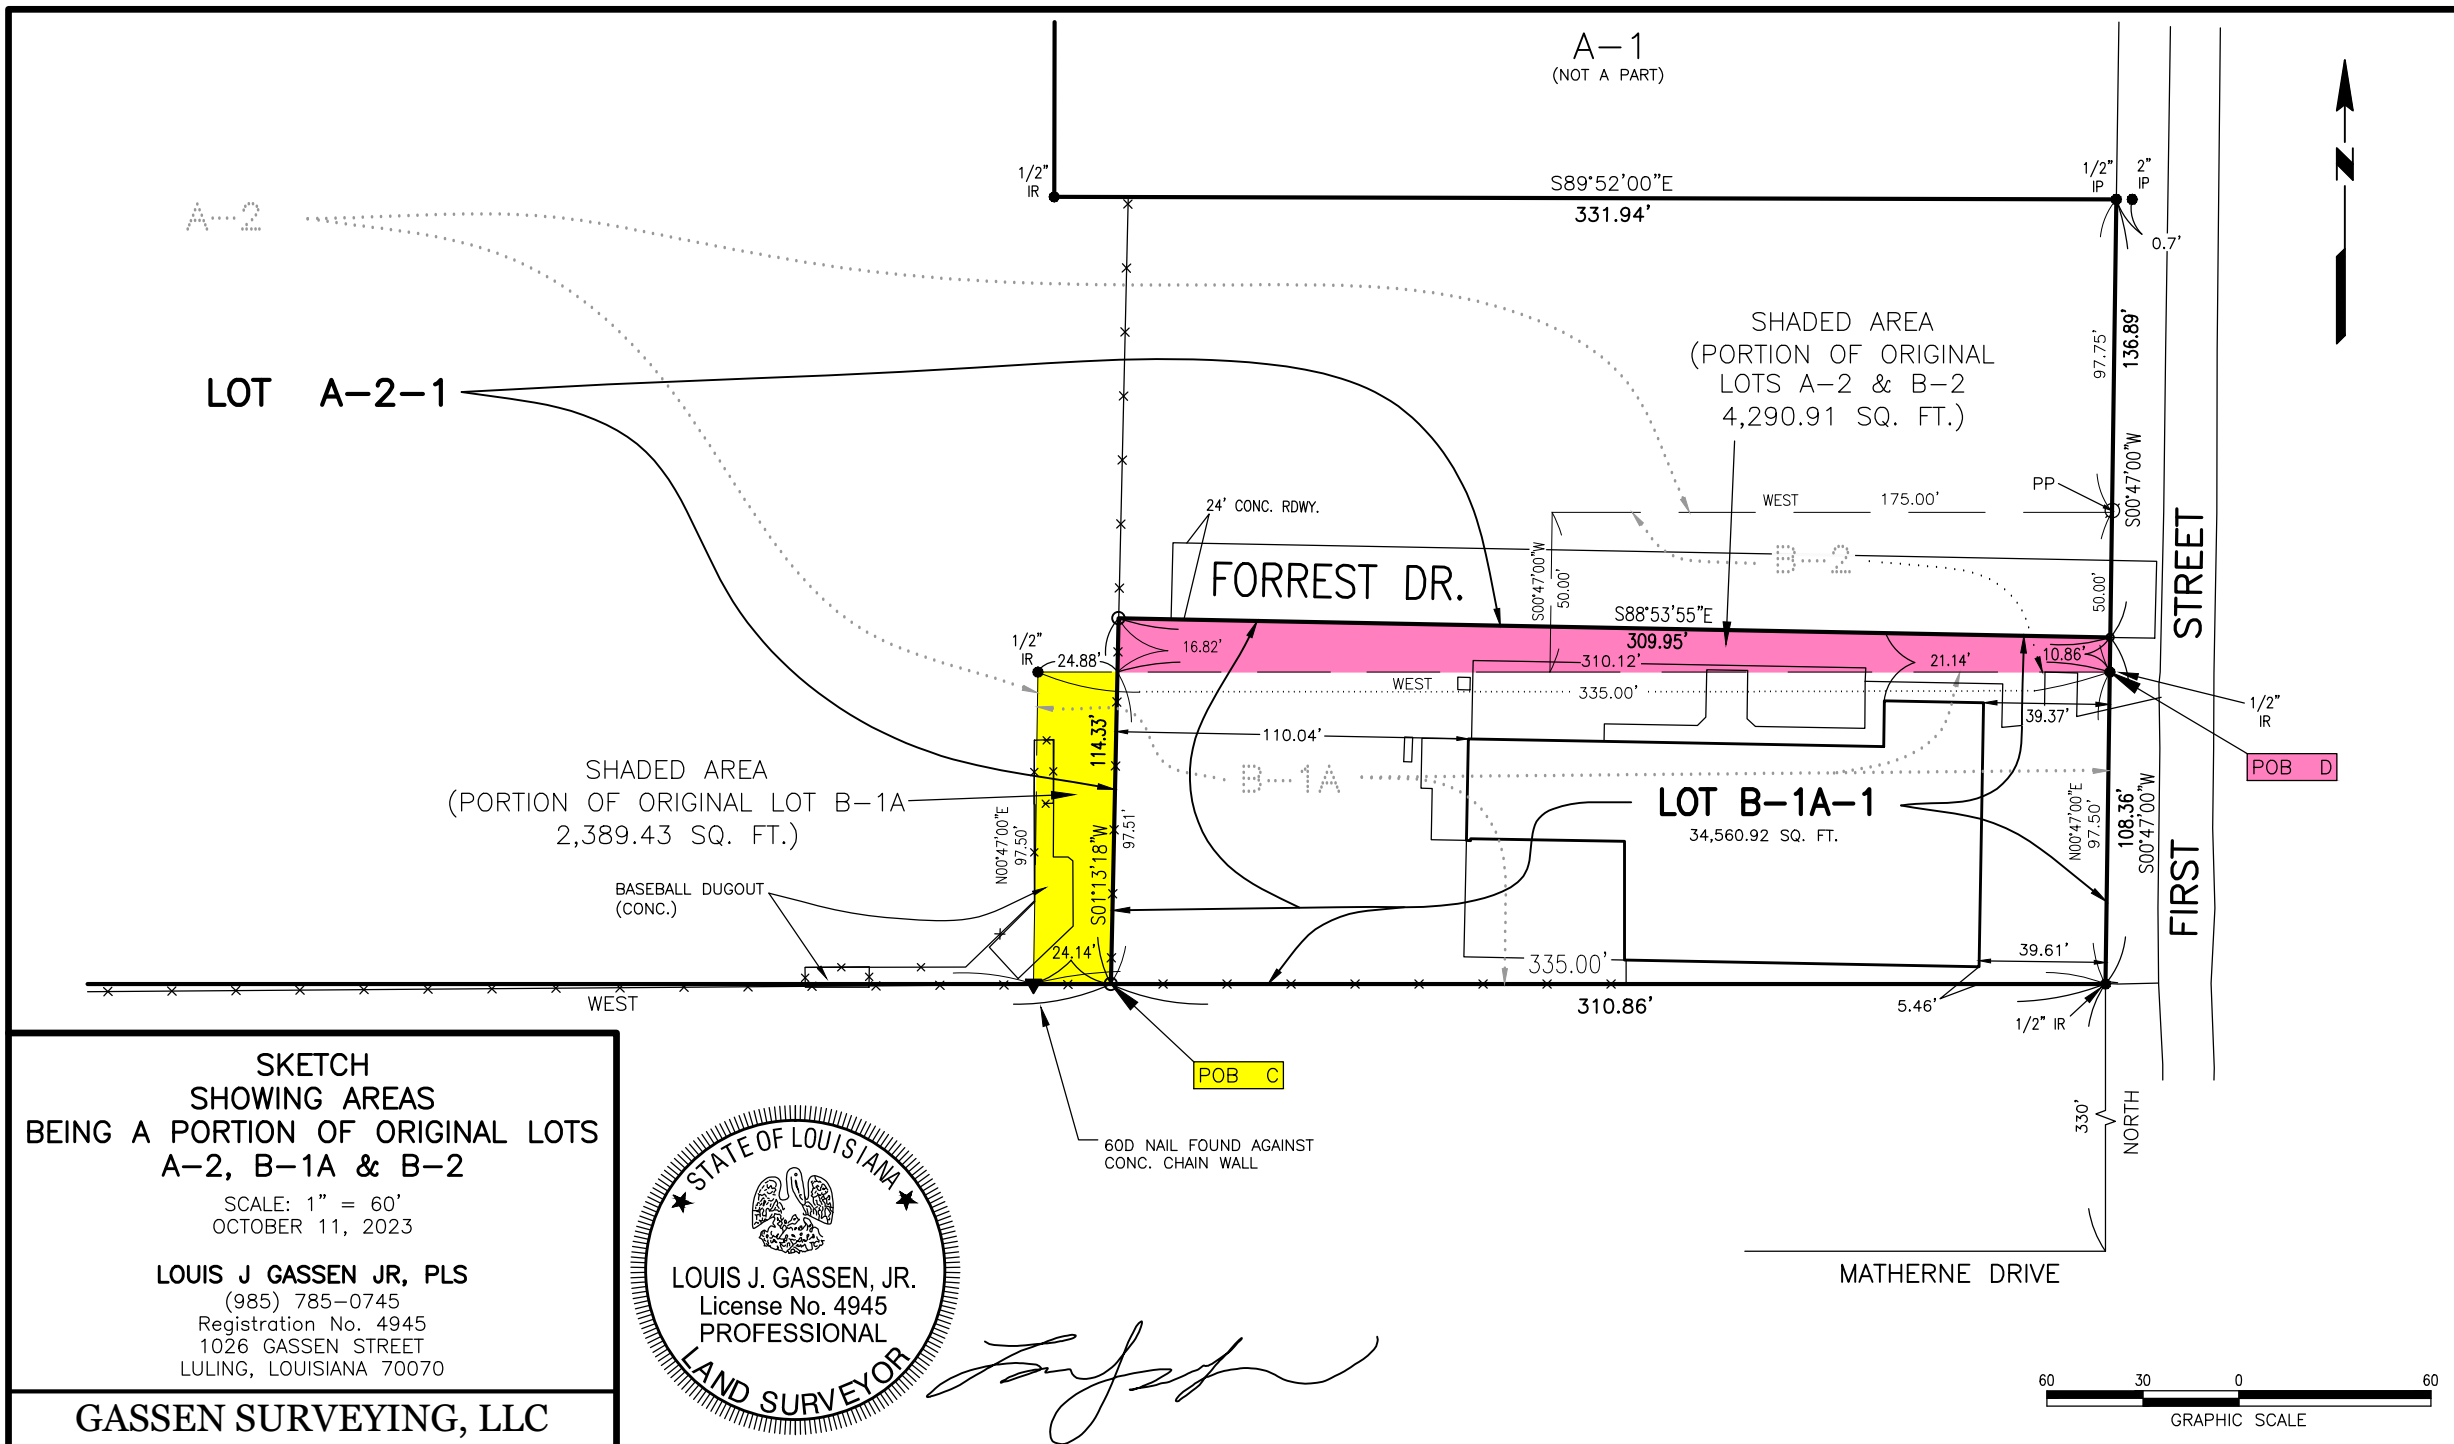 A-1
(NOT A PART)
1/2"
IR
S89°52'00"E
331.94'
1/2"
IP
2"
IP
0.7'
N
A-2
LOT A-2-1
SHADED AREA
(PORTION OF ORIGINAL
LOTS A-2 & B-2
4,290.91 SQ. FT.)
97.75'
136.89'
S00°47'00"W
PP
WEST
175.00'
24' CONC. RDWY.
FORREST DR.
S00°47'00"W
50.00'
B-2
50.00'
STREET
S88°53'55"E
309.95'
16.82'
310.12'
21.14'
10.86'
1/2"
IR
24.88'
WEST
335.00'
39.37'
1/2"
IR
POB D
110.04'
114.33'
B-1A
SHADED AREA
(PORTION OF ORIGINAL LOT B-1A
2,389.43 SQ. FT.)
LOT B-1A-1
34,560.92 SQ. FT.
N00°47'00"E
97.50'
S01°13'18"W
97.51'
N00°47'00"E
97.50'
108.36'
S00°47'00"W
FIRST
BASEBALL DUGOUT
(CONC.)
24.14'
335.00'
39.61'
WEST
310.86'
5.46'
1/2" IR
POB C
60D NAIL FOUND AGAINST
CONC. CHAIN WALL
330'
NORTH
MATHERNE DRIVE
SKETCH
SHOWING AREAS
BEING A PORTION OF ORIGINAL LOTS
A-2, B-1A & B-2
SCALE: 1" = 60'
OCTOBER 11, 2023
LOUIS J GASSEN JR, PLS
(985) 785-0745
Registration No. 4945
1026 GASSEN STREET
LULING, LOUISIANA 70070
GASSEN SURVEYING, LLC
STATE OF LOUISIANA
LOUIS J. GASSEN, JR.
License No. 4945
PROFESSIONAL
LAND SURVEYOR
60 30 0 60
GRAPHIC SCALE